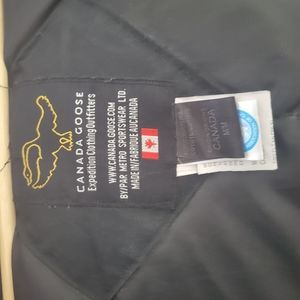 CANADA GOOSE
Expedition Clothing Outfitters
WWW.CANADA-GOOSE.COM
BY/PAR METRO SPORTSWEAR LTD.
MADE IN/FABRIQUE AU CANADA
CANADA
M/M